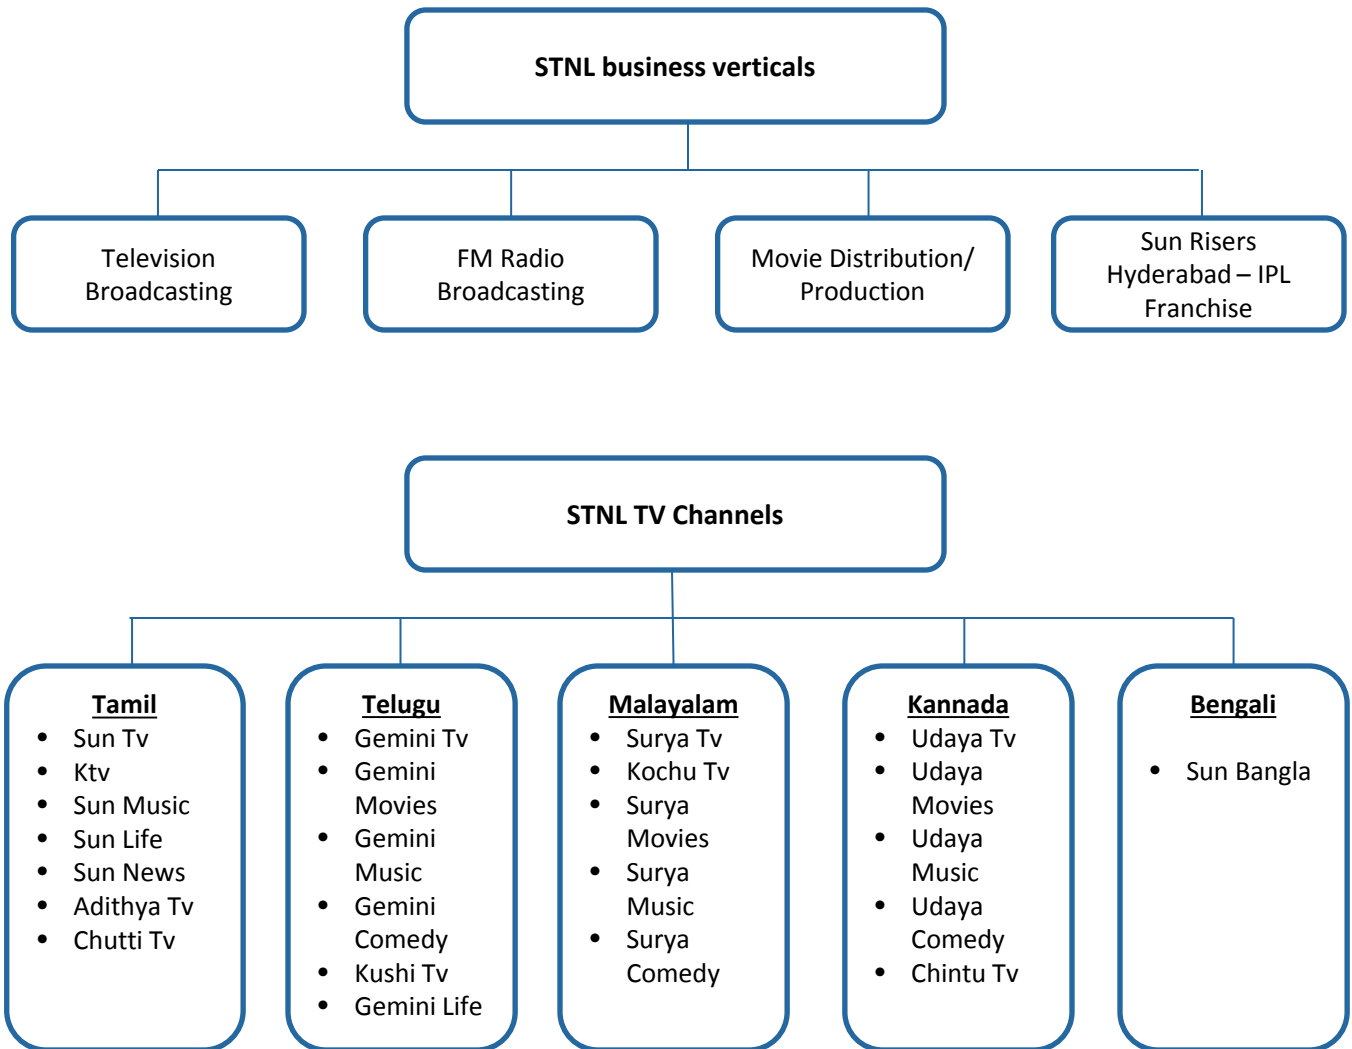 STNL business verticals
Television
Broadcasting
FM Radio
Broadcasting
Movie Distribution/
Production
Sun Risers
Hyderabad – IPL
Franchise
STNL TV Channels
Tamil
• Sun Tv
• Ktv
• Sun Music
• Sun Life
• Sun News
• Adithya Tv
• Chutti Tv
Telugu
• Gemini Tv
• Gemini
Movies
• Gemini
Music
• Gemini
Comedy
• Kushi Tv
• Gemini Life
Malayalam
• Surya Tv
• Kochu Tv
• Surya
Movies
• Surya
Music
• Surya
Comedy
Kannada
• Udaya Tv
• Udaya
Movies
• Udaya
Music
• Udaya
Comedy
• Chintu Tv
Bengali
• Sun Bangla